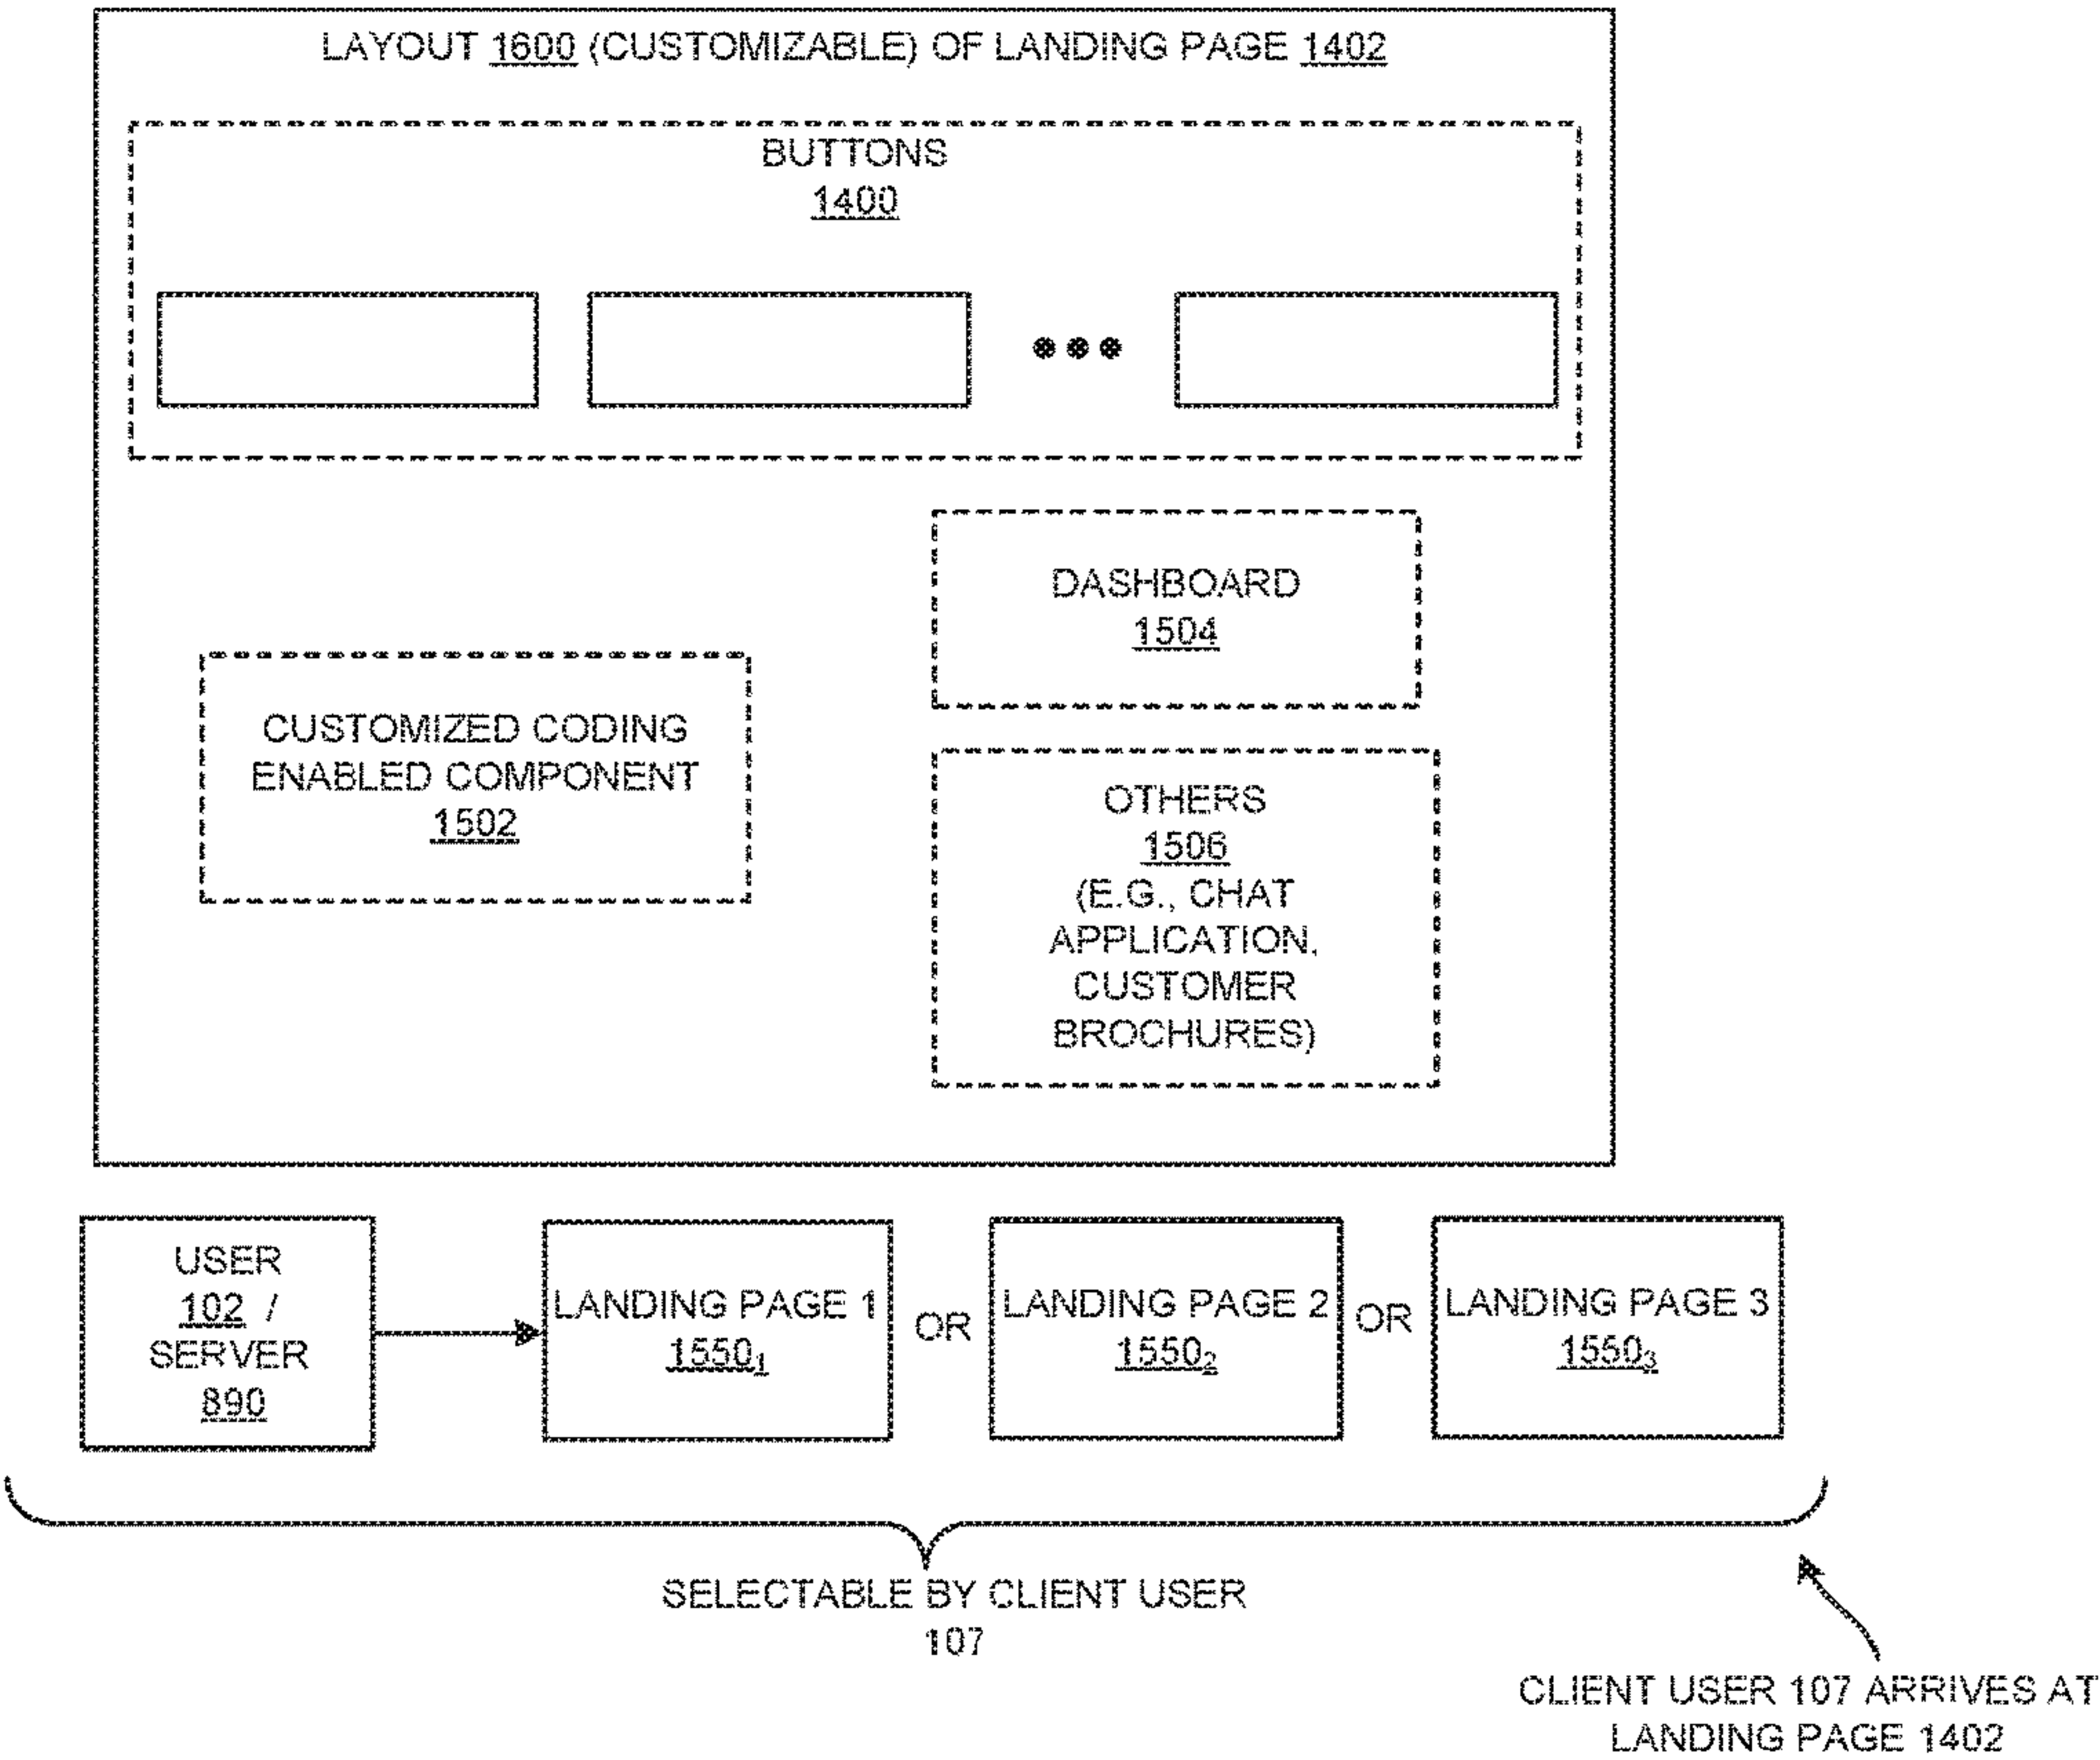 LAYOUT 1600 (CUSTOMIZABLE) OF LANDING PAGE 1402
BUTTONS
1400
DASHBOARD
1504
CUSTOMIZED CODING
ENABLED COMPONENT
1502
OTHERS
1506
(E.G., CHAT
APPLICATION,
CUSTOMER
BROCHURES)
USER
102 /
SERVER
890
LANDING PAGE 1
1550₁
OR
LANDING PAGE 2
1550₂
OR
LANDING PAGE 3
1550₃
SELECTABLE BY CLIENT USER
107
CLIENT USER 107 ARRIVES AT
LANDING PAGE 1402